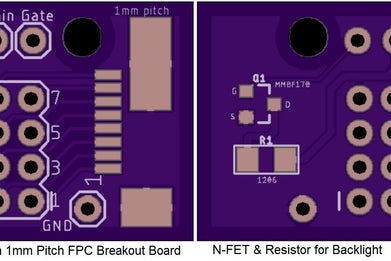 in Gate
1mm pitch
7
5
3
1
1
GND
Q1
MMBF170
G
D
S
R1
1206
1mm Pitch FPC Breakout Board
N-FET & Resistor for Backlight